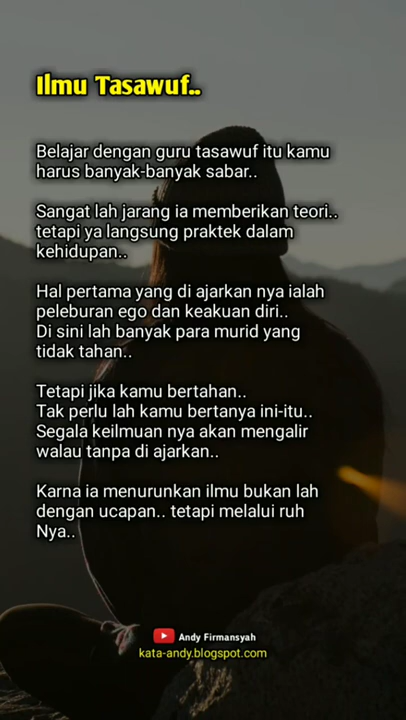 Ilmu Tasawuf..
Belajar dengan guru tasawuf itu kamu
harus banyak-banyak sabar..
Sangat lah jarang ia memberikan teori..
tetapi ya langsung praktek dalam
kehidupan..
Hal pertama yang di ajarkan nya ialah
peleburan ego dan keakuan diri..
Di sini lah banyak para murid yang
tidak tahan..
Tetapi jika kamu bertahan..
Tak perlu lah kamu bertanya ini-itu..
Segala keilmuan nya akan mengalir
walau tanpa di ajarkan..
Karna ia menurunkan ilmu bukan lah
dengan ucapan.. tetapi melalui ruh
Nya..
Andy Firmansyah
kata-andy.blogspot.com